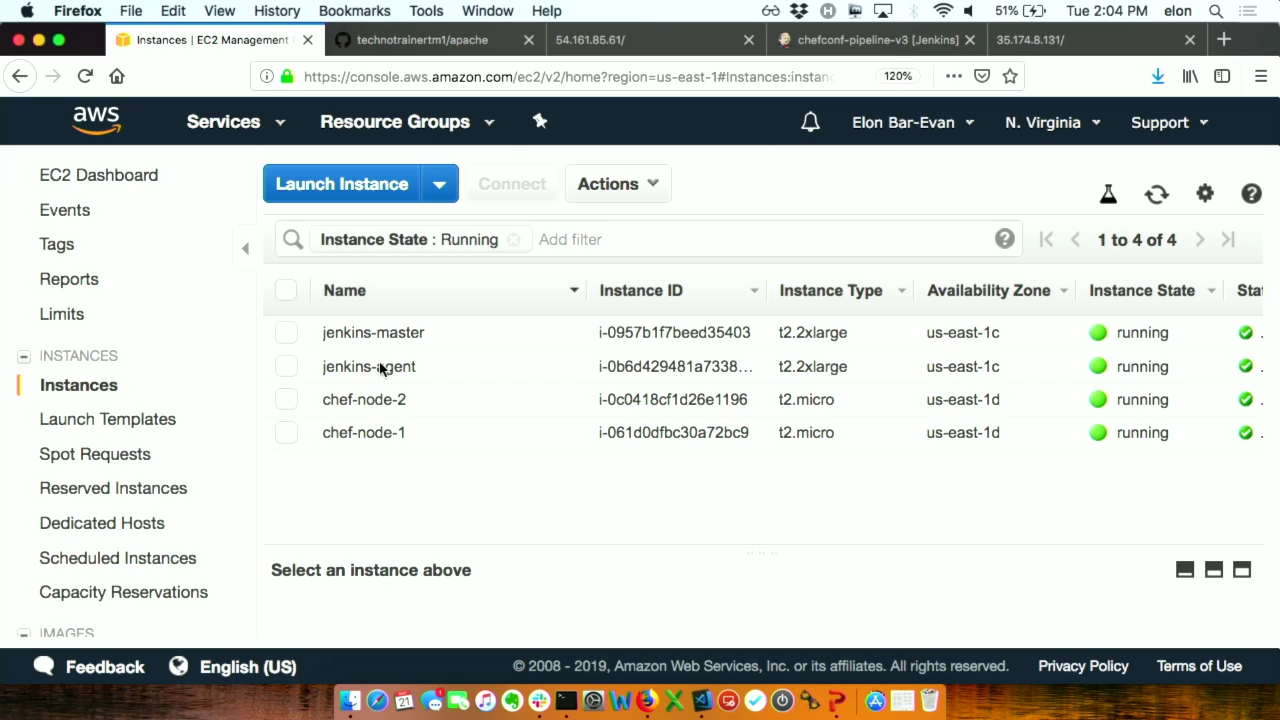 Firefox File Edit View History Bookmarks Tools Window Help 51% Tue 2:04 PM elon
Instances | EC2 Management technotrainertm1/apache 54.161.85.61/ chefconf-pipeline-v3 [Jenkins] 35.174.8.131/
https://console.aws.amazon.com/ec2/v2/home?region=us-east-1#Instances:instanc 120%
aws Services Resource Groups Elon Bar-Evan N. Virginia Support
EC2 Dashboard
Events
Tags
Reports
Limits
INSTANCES
Instances
Launch Templates
Spot Requests
Reserved Instances
Dedicated Hosts
Scheduled Instances
Capacity Reservations
IMAGES
Launch Instance Connect Actions
Instance State : Running Add filter 1 to 4 of 4
Name Instance ID Instance Type Availability Zone Instance State Stat
jenkins-master i-0957b1f7beed35403 t2.2xlarge us-east-1c running .
jenkins-agent i-0b6d429481a7338... t2.2xlarge us-east-1c running .
chef-node-2 i-0c0418cf1d26e1196 t2.micro us-east-1d running .
chef-node-1 i-061d0dfbc30a72bc9 t2.micro us-east-1d running .
Select an instance above
Feedback English (US) © 2008 - 2019, Amazon Web Services, Inc. or its affiliates. All rights reserved. Privacy Policy Terms of Use
21